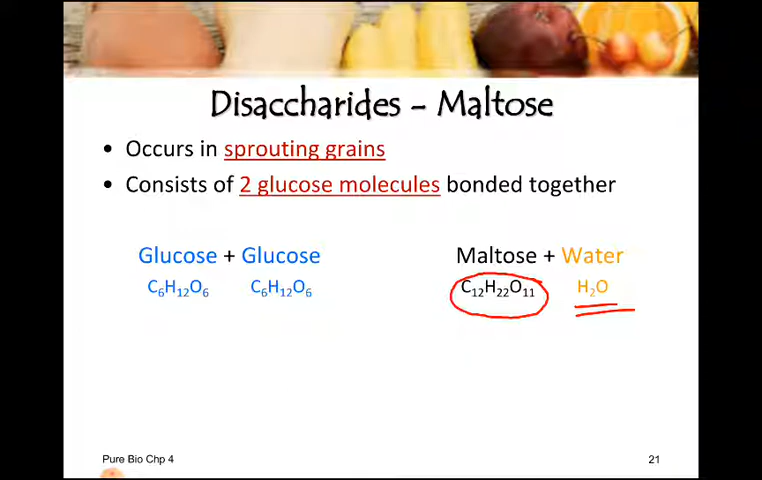 Disaccharides – Maltose
• Occurs in sprouting grains
• Consists of 2 glucose molecules bonded together
Glucose + Glucose Maltose + Water
C₆H₁₂O₆ C₆H₁₂O₆ C₁₂H₂₂O₁₁ H₂O
Pure Bio Chp 4 21